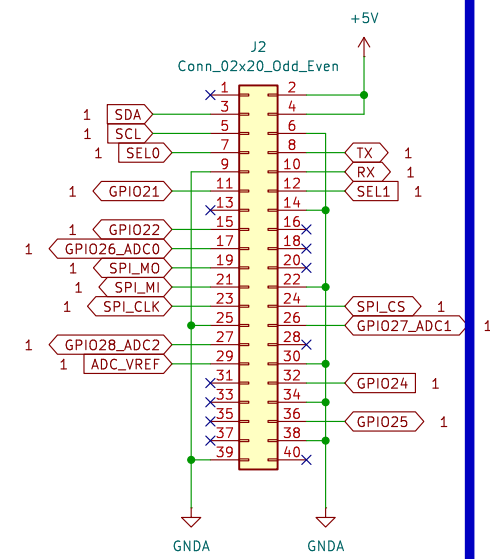 +5V
J2
Conn_02x20_Odd_Even
1 2
1 SDA 3 4
1 SCL 5 6
1 SEL0 7 8 TX 1
9 10 RX 1
1 GPIO21 11 12 SEL1 1
13 14
1 GPIO22 15 16
1 GPIO26_ADC0 17 18
1 SPI_MO 19 20
1 SPI_MI 21 22
1 SPI_CLK 23 24 SPI_CS 1
25 26 GPIO27_ADC1 1
1 GPIO28_ADC2 27 28
1 ADC_VREF 29 30
31 32 GPIO24 1
33 34
35 36 GPIO25 1
37 38
39 40
GNDA GNDA